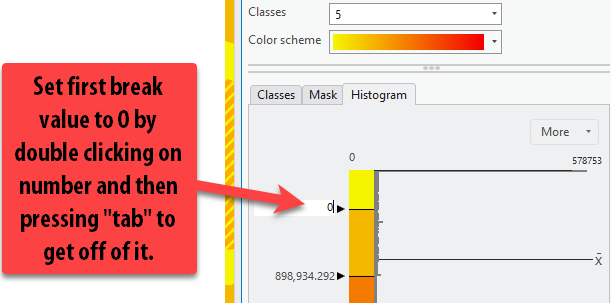 Classes 5
Color scheme
Set first break
value to 0 by
double clicking on
number and then
pressing "tab" to
get off of it.
Classes Mask Histogram
More
0 578753
0
x̄
898,934.292